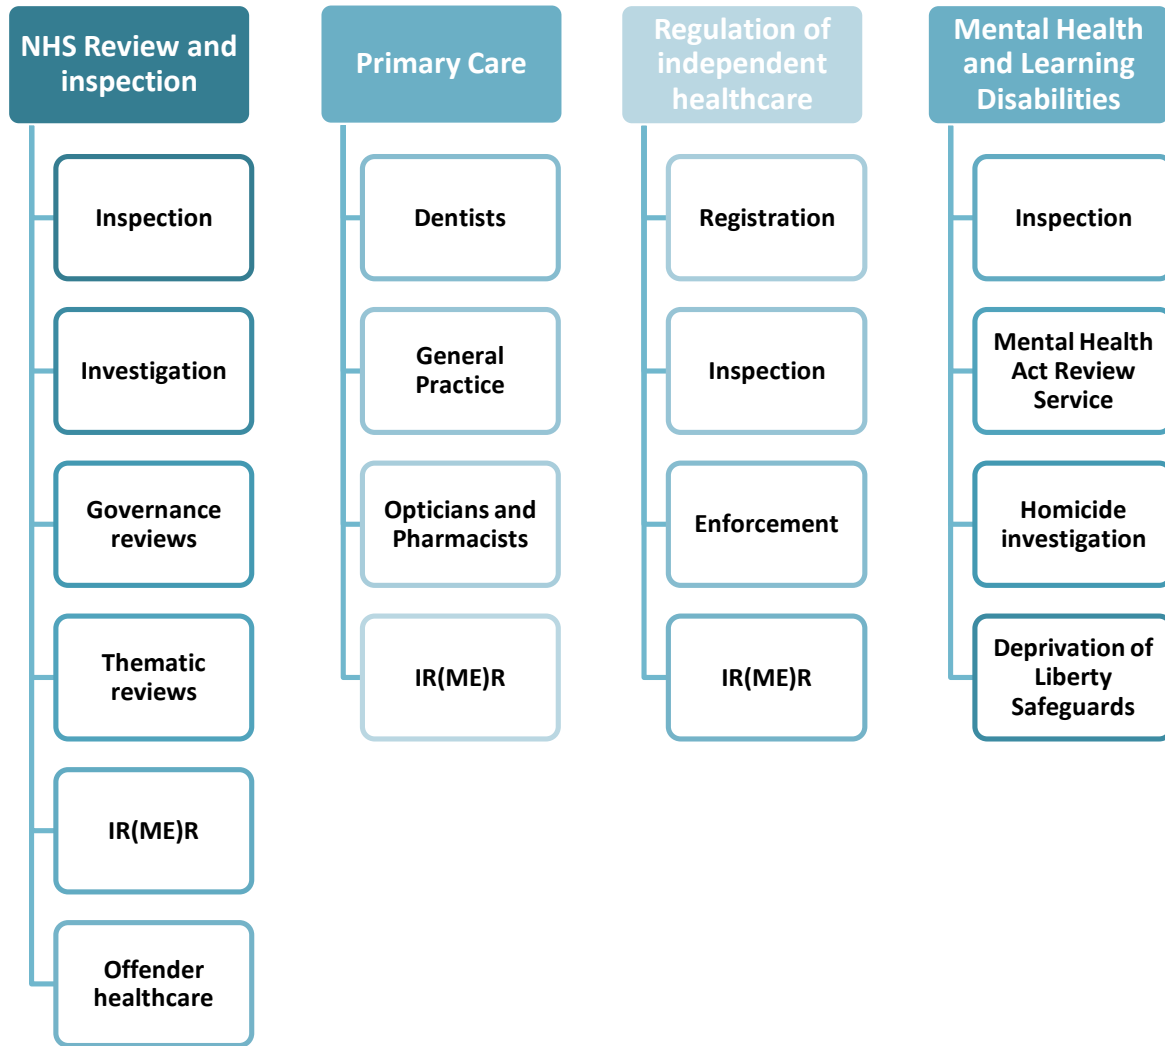 NHS Review and
inspection
Inspection
Investigation
Governance
reviews
Thematic
reviews
IR(ME)R
Offender
healthcare
Primary Care
Dentists
General
Practice
Opticians and
Pharmacists
IR(ME)R
Regulation of
independent
healthcare
Registration
Inspection
Enforcement
IR(ME)R
Mental Health
and Learning
Disabilities
Inspection
Mental Health
Act Review
Service
Homicide
investigation
Deprivation of
Liberty
Safeguards